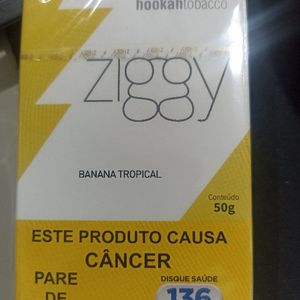 hookahtobacco
ziggy
BANANA TROPICAL
Conteúdo
50g
ESTE PRODUTO CAUSA
CÂNCER
PARE
DE
DISQUE SAÚDE
136